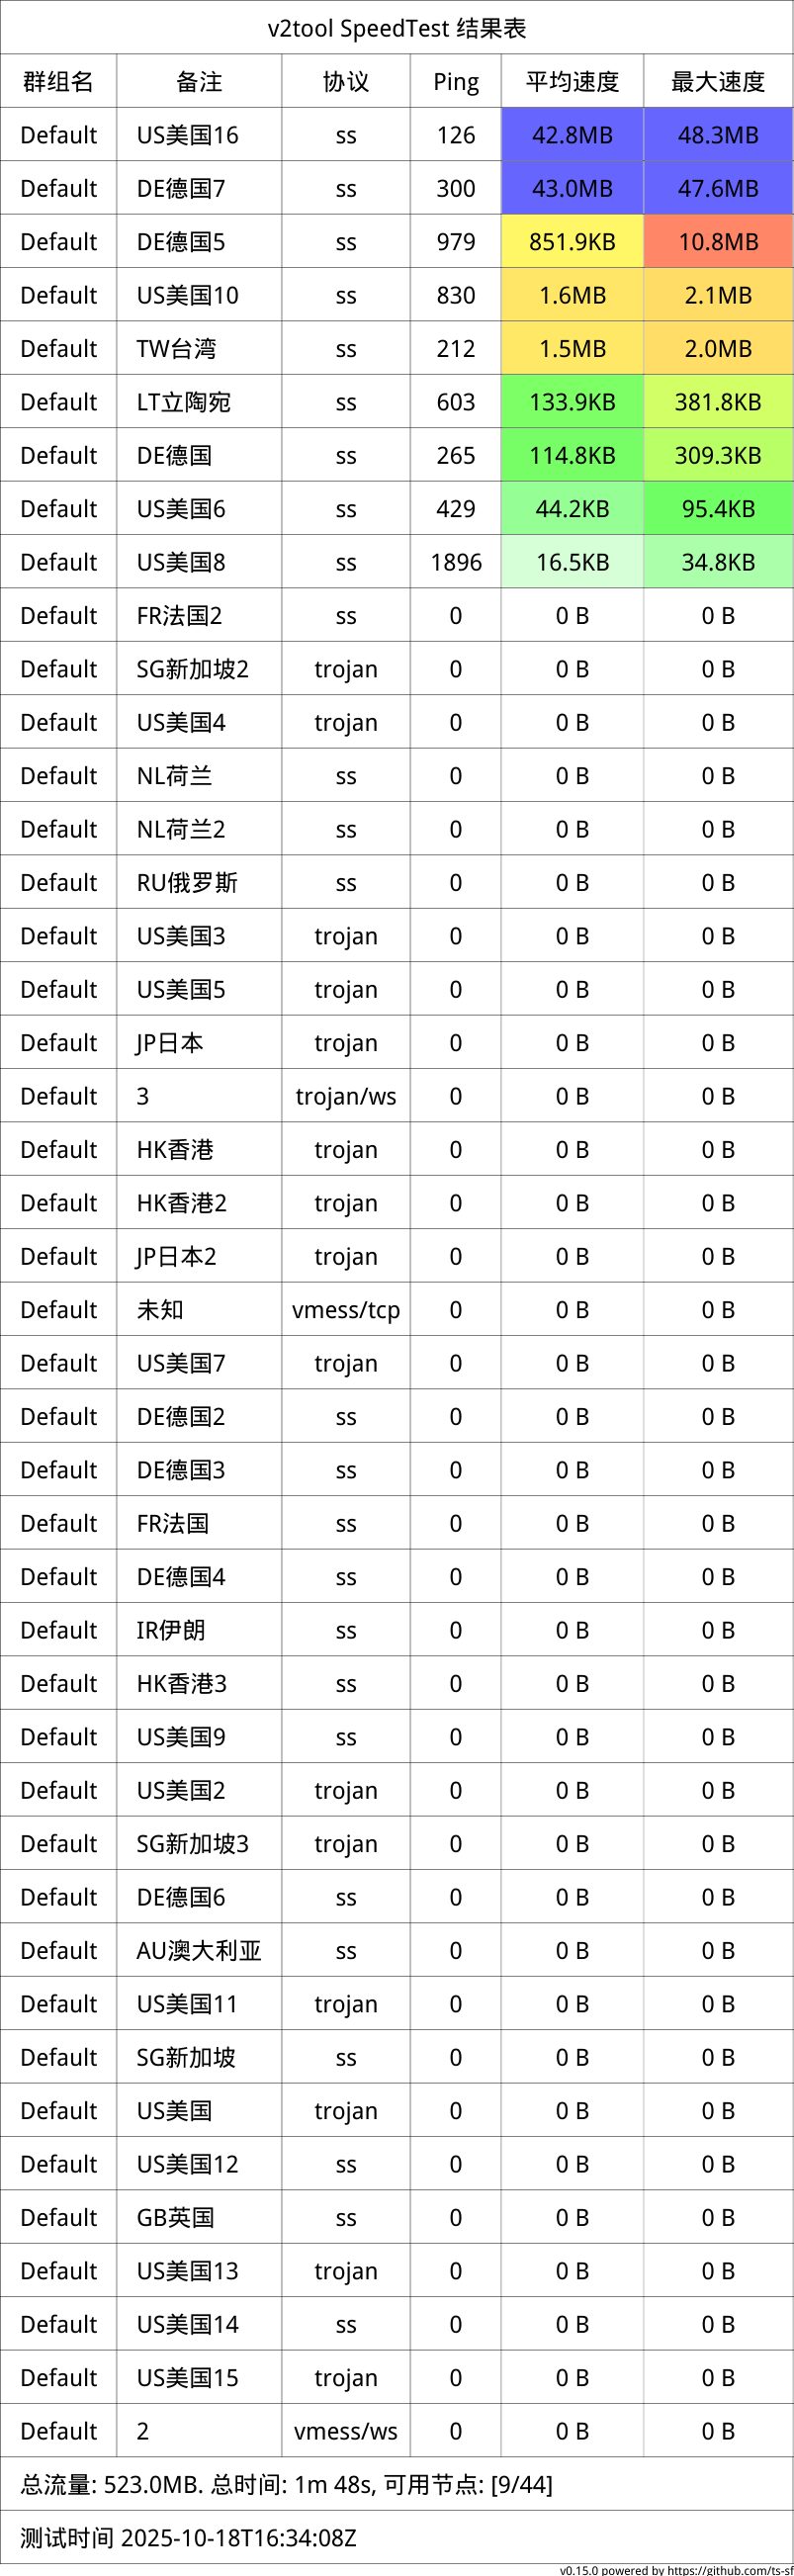 v2tool SpeedTest 结果表
群组名 备注 协议 Ping 平均速度 最大速度
Default US美国16 ss 126 42.8MB 48.3MB
Default DE德国7 ss 300 43.0MB 47.6MB
Default DE德国5 ss 979 851.9KB 10.8MB
Default US美国10 ss 830 1.6MB 2.1MB
Default TW台湾 ss 212 1.5MB 2.0MB
Default LT立陶宛 ss 603 133.9KB 381.8KB
Default DE德国 ss 265 114.8KB 309.3KB
Default US美国6 ss 429 44.2KB 95.4KB
Default US美国8 ss 1896 16.5KB 34.8KB
Default FR法国2 ss 0 0 B 0 B
Default SG新加坡2 trojan 0 0 B 0 B
Default US美国4 trojan 0 0 B 0 B
Default NL荷兰 ss 0 0 B 0 B
Default NL荷兰2 ss 0 0 B 0 B
Default RU俄罗斯 ss 0 0 B 0 B
Default US美国3 trojan 0 0 B 0 B
Default US美国5 trojan 0 0 B 0 B
Default JP日本 trojan 0 0 B 0 B
Default 3 trojan/ws 0 0 B 0 B
Default HK香港 trojan 0 0 B 0 B
Default HK香港2 trojan 0 0 B 0 B
Default JP日本2 trojan 0 0 B 0 B
Default 未知 vmess/tcp 0 0 B 0 B
Default US美国7 trojan 0 0 B 0 B
Default DE德国2 ss 0 0 B 0 B
Default DE德国3 ss 0 0 B 0 B
Default FR法国 ss 0 0 B 0 B
Default DE德国4 ss 0 0 B 0 B
Default IR伊朗 ss 0 0 B 0 B
Default HK香港3 ss 0 0 B 0 B
Default US美国9 ss 0 0 B 0 B
Default US美国2 trojan 0 0 B 0 B
Default SG新加坡3 trojan 0 0 B 0 B
Default DE德国6 ss 0 0 B 0 B
Default AU澳大利亚 ss 0 0 B 0 B
Default US美国11 trojan 0 0 B 0 B
Default SG新加坡 ss 0 0 B 0 B
Default US美国 trojan 0 0 B 0 B
Default US美国12 ss 0 0 B 0 B
Default GB英国 ss 0 0 B 0 B
Default US美国13 trojan 0 0 B 0 B
Default US美国14 ss 0 0 B 0 B
Default US美国15 trojan 0 0 B 0 B
Default 2 vmess/ws 0 0 B 0 B
总流量: 523.0MB. 总时间: 1m 48s, 可用节点: [9/44]
测试时间 2025-10-18T16:34:08Z
v0.15.0 powered by https://github.com/ts-sf